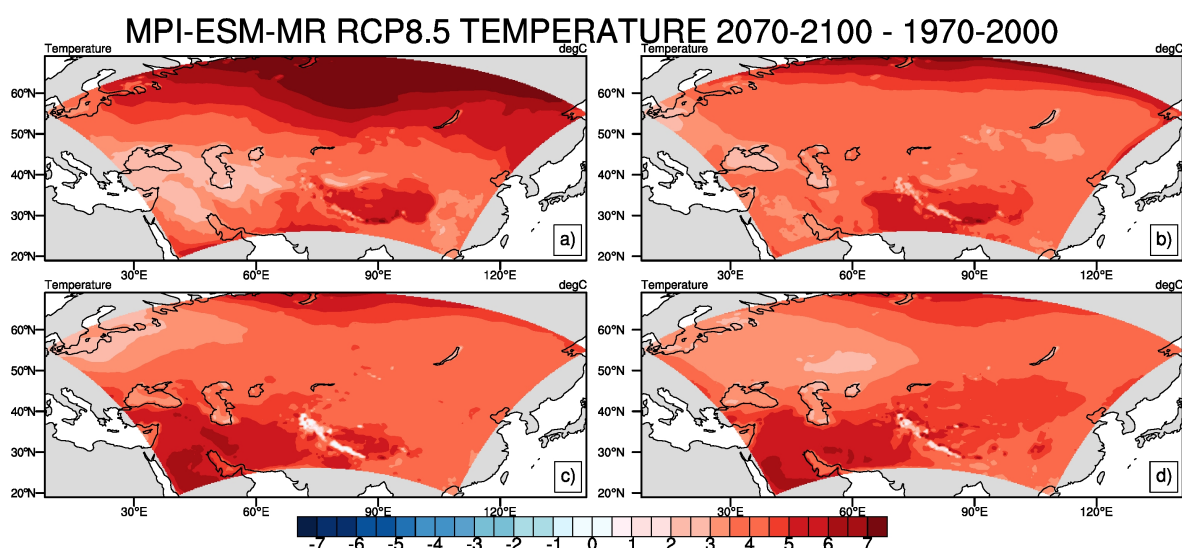 MPI-ESM-MR RCP8.5 TEMPERATURE 2070-2100 - 1970-2000
Temperature degC Temperature degC
60°N 60°N
50°N 50°N
40°N 40°N
30°N 30°N
20°N a) 20°N b)
30°E 60°E 90°E 120°E 30°E 60°E 90°E 120°E
Temperature degC Temperature degC
60°N 60°N
50°N 50°N
40°N 40°N
30°N 30°N
20°N c) 20°N d)
30°E 60°E 90°E 120°E 30°E 60°E 90°E 120°E
-7 -6 -5 -4 -3 -2 -1 0 1 2 3 4 5 6 7